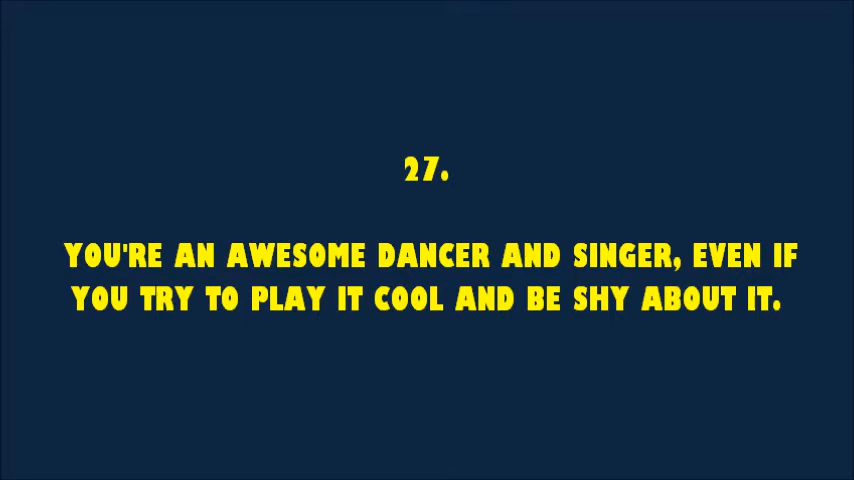 27.
YOU'RE AN AWESOME DANCER AND SINGER, EVEN IF
YOU TRY TO PLAY IT COOL AND BE SHY ABOUT IT.